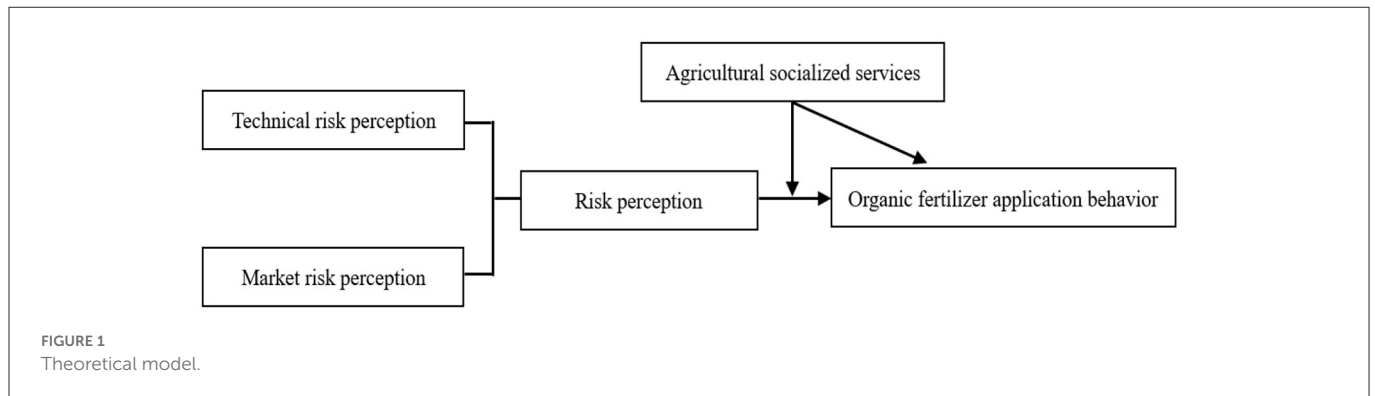 Agricultural socialized services
Technical risk perception
Risk perception
Organic fertilizer application behavior
Market risk perception
FIGURE 1
Theoretical model.